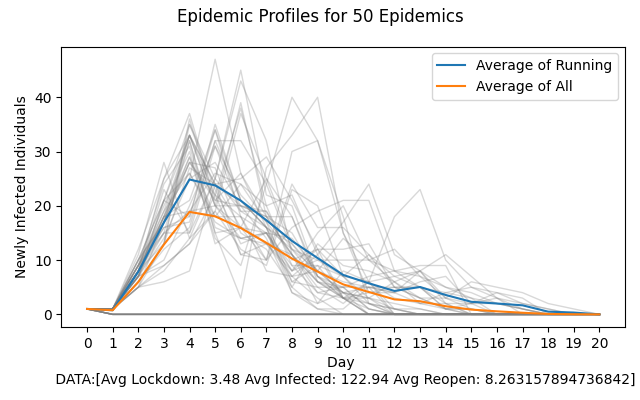 Epidemic Profiles for 50 Epidemics
Average of Running
Average of All
Newly Infected Individuals
40
30
20
10
0
0 1 2 3 4 5 6 7 8 9 10 11 12 13 14 15 16 17 18 19 20
Day
DATA:[Avg Lockdown: 3.48 Avg Infected: 122.94 Avg Reopen: 8.263157894736842]